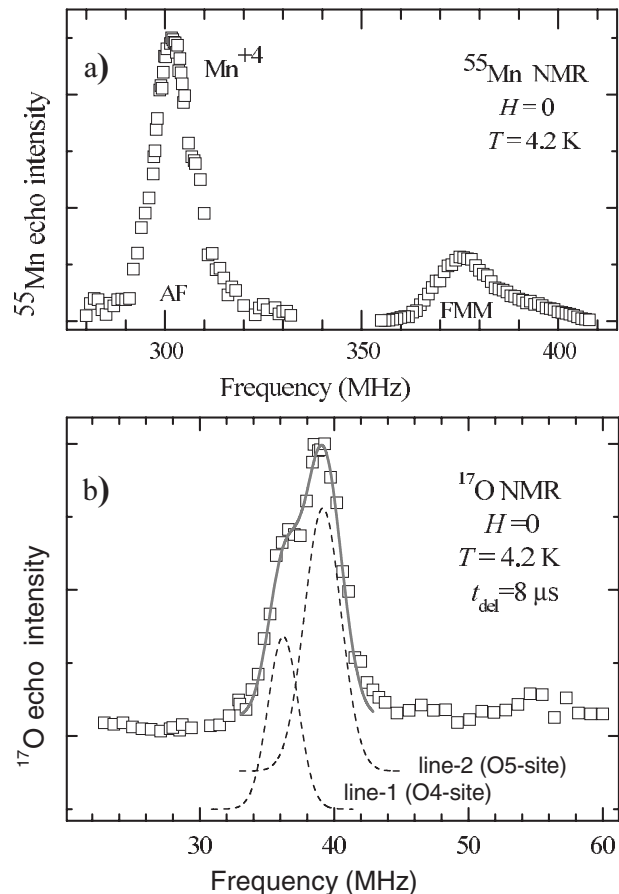 a)
Mn+4
55Mn NMR
H=0
T=4.2 K
55Mn echo intensity
AF
FMM
300
350
400
Frequency (MHz)
b)
17O NMR
H=0
T=4.2 K
tdel=8 μs
17O echo intensity
line-2 (O5-site)
line-1 (O4-site)
30
40
50
60
Frequency (MHz)